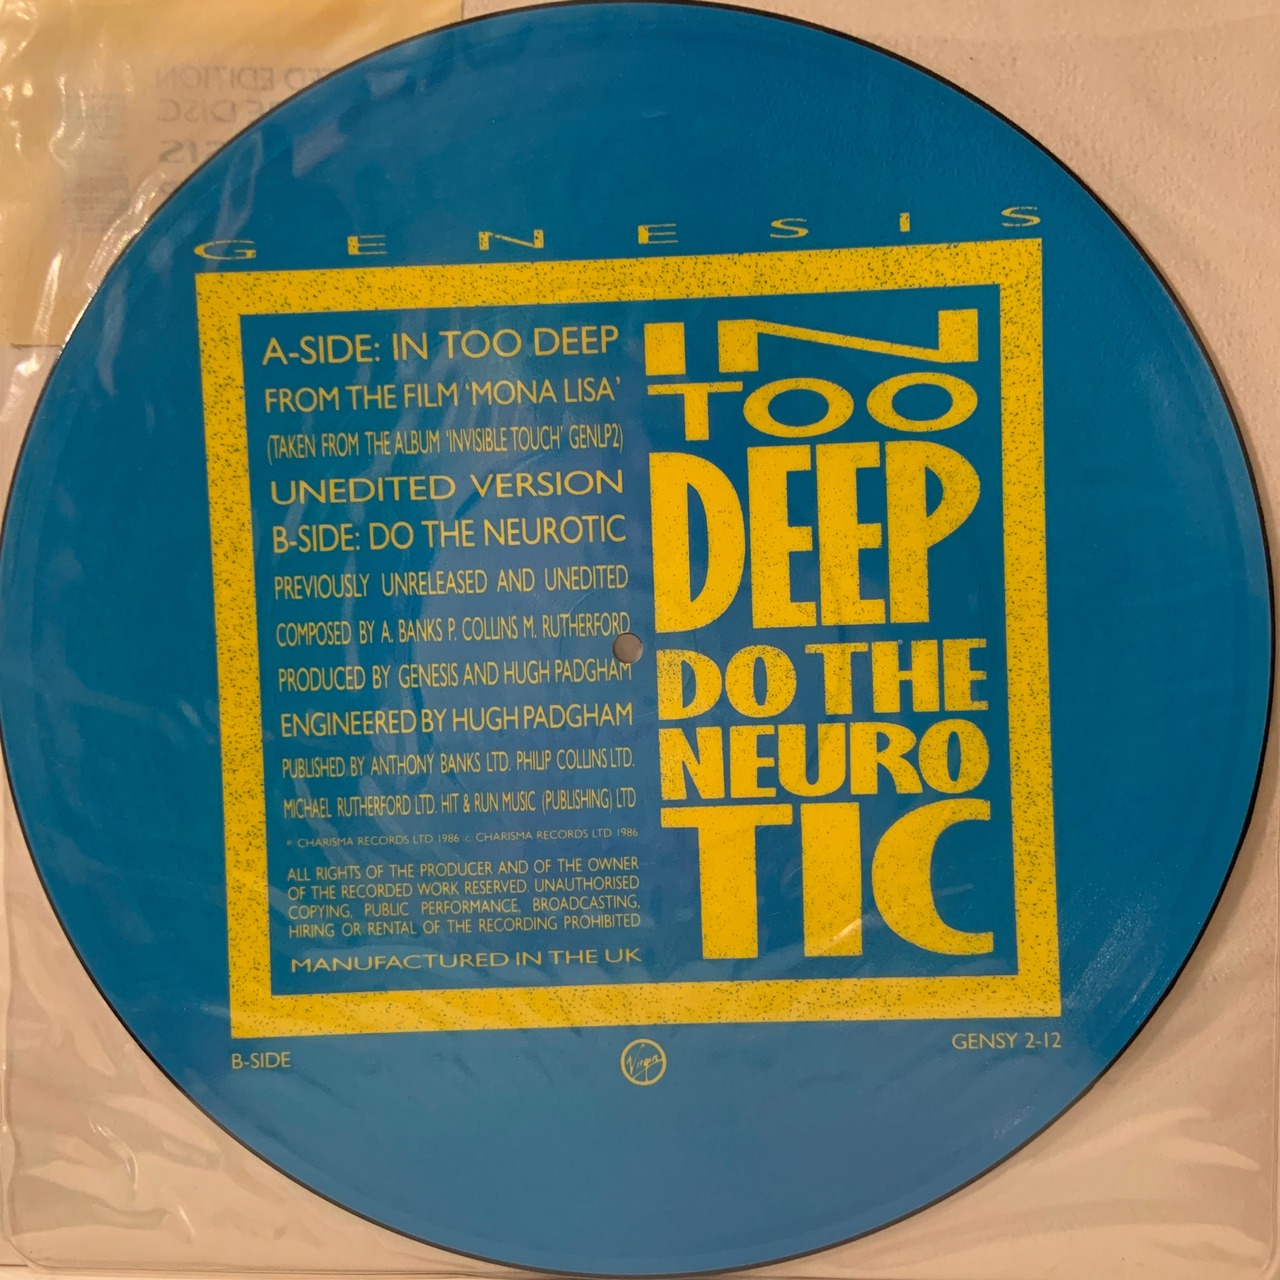 GENESIS
A-SIDE: IN TOO DEEP
FROM THE FILM ‘MONA LISA’
(TAKEN FROM THE ALBUM ‘INVISIBLE TOUCH’ GENLP2)
UNEDITED VERSION
B-SIDE: DO THE NEUROTIC
PREVIOUSLY UNRELEASED AND UNEDITED
COMPOSED BY A. BANKS P. COLLINS M. RUTHERFORD
PRODUCED BY GENESIS AND HUGH PADGHAM
ENGINEERED BY HUGH PADGHAM
PUBLISHED BY ANTHONY BANKS LTD. PHILIP COLLINS LTD.
MICHAEL RUTHERFORD LTD. HIT & RUN MUSIC (PUBLISHING) LTD
℗ CHARISMA RECORDS LTD 1986 © CHARISMA RECORDS LTD 1986
ALL RIGHTS OF THE PRODUCER AND OF THE OWNER
OF THE RECORDED WORK RESERVED. UNAUTHORISED
COPYING, PUBLIC PERFORMANCE, BROADCASTING,
HIRING OR RENTAL OF THE RECORDING PROHIBITED
MANUFACTURED IN THE UK
IN
TOO
DEEP
DO THE
NEURO
TIC
B-SIDE
Virgin
GENSY 2-12